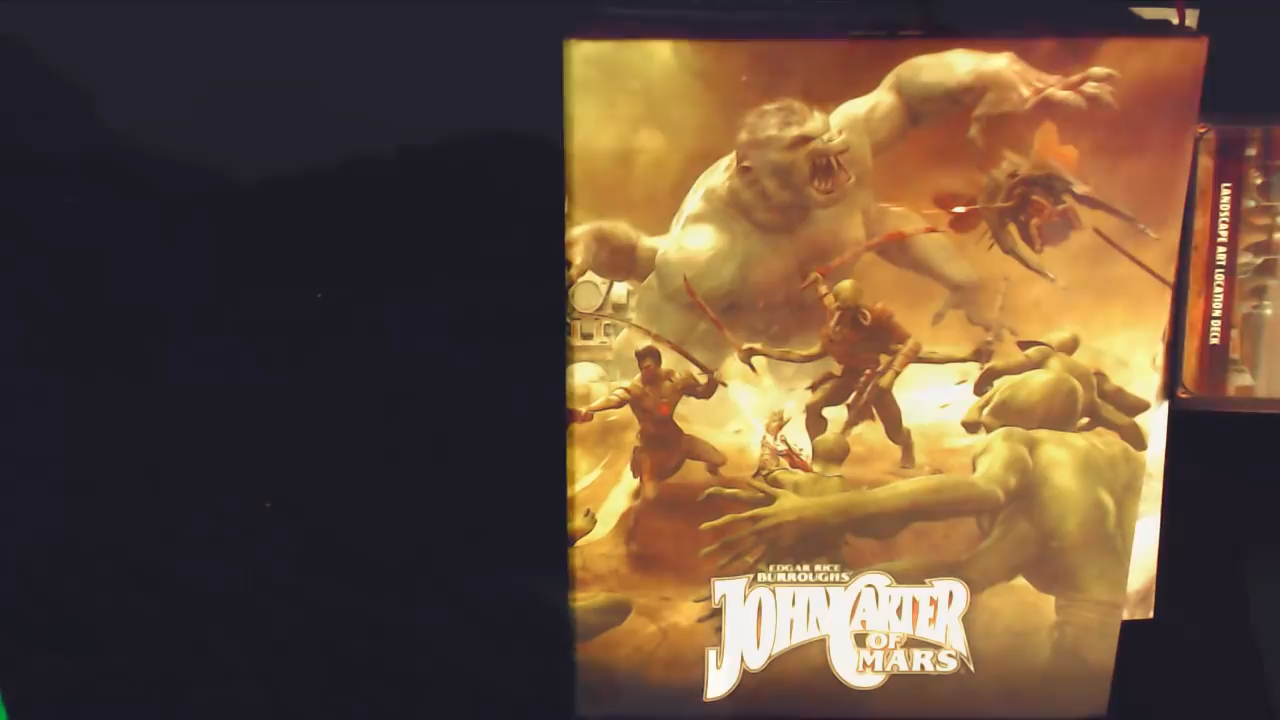 EDGAR RICE
BURROUGHS'
JOHN CARTER
OF
MARS
LANDSCAPE ART LOCATION DECK